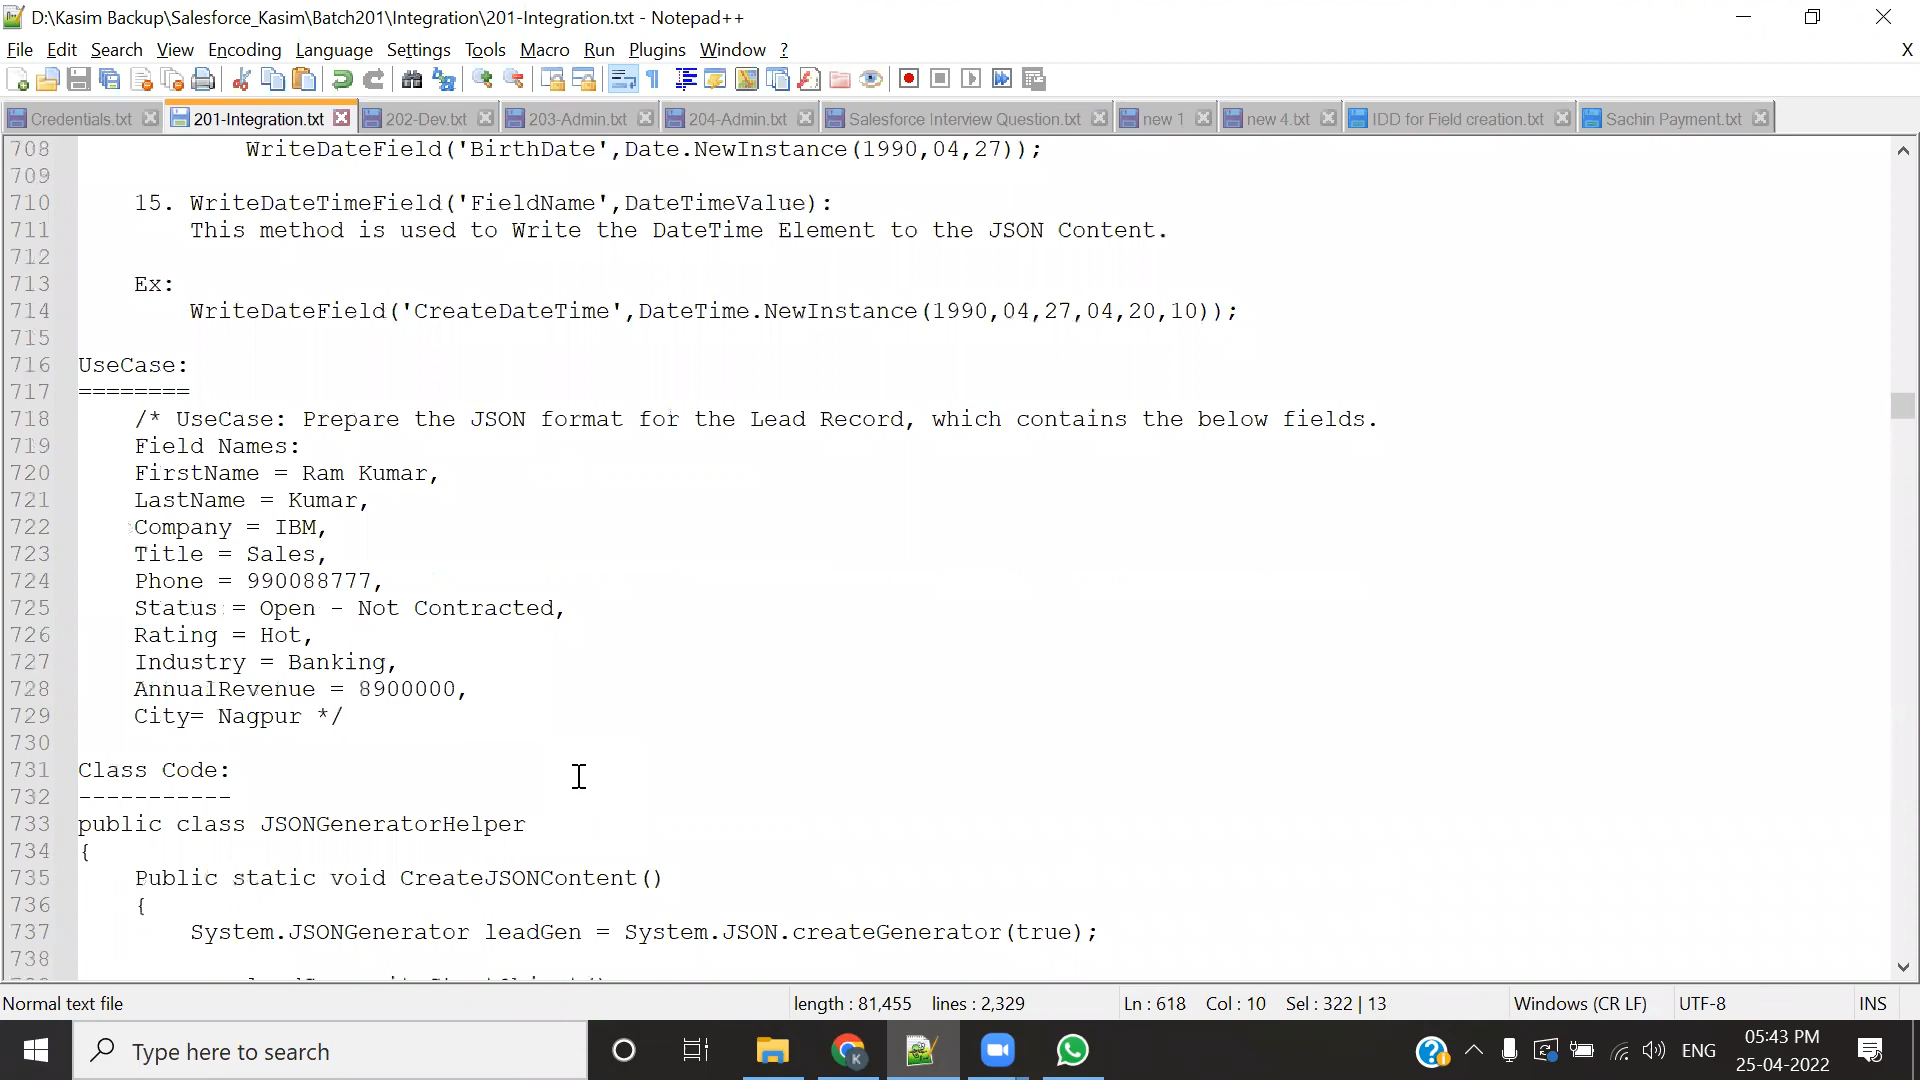 D:\Kasim Backup\Salesforce_Kasim\Batch201\Integration\201-Integration.txt - Notepad++
File Edit Search View Encoding Language Settings Tools Macro Run Plugins Window ? X
Credentials.txt 201-Integration.txt 202-Dev.txt 203-Admin.txt 204-Admin.txt Salesforce Interview Question.txt new 1 new 4.txt IDD for Field creation.txt Sachin Payment.txt
708 WriteDateField('BirthDate',Date.NewInstance(1990,04,27));
709
710 15. WriteDateTimeField('FieldName',DateTimeValue):
711 This method is used to Write the DateTime Element to the JSON Content.
712
713 Ex:
714 WriteDateField('CreateDateTime',DateTime.NewInstance(1990,04,27,04,20,10));
715
716 UseCase:
717 ========
718 /* UseCase: Prepare the JSON format for the Lead Record, which contains the below fields.
719 Field Names:
720 FirstName = Ram Kumar,
721 LastName = Kumar,
722 Company = IBM,
723 Title = Sales,
724 Phone = 990088777,
725 Status = Open - Not Contracted,
726 Rating = Hot,
727 Industry = Banking,
728 AnnualRevenue = 8900000,
729 City= Nagpur */
730
731 Class Code:
732 -----------
733 public class JSONGeneratorHelper
734 {
735 Public static void CreateJSONContent()
736 {
737 System.JSONGenerator leadGen = System.JSON.createGenerator(true);
738
Normal text file length : 81,455 lines : 2,329 Ln : 618 Col : 10 Sel : 322 | 13 Windows (CR LF) UTF-8 INS
Type here to search ENG 05:43 PM
25-04-2022